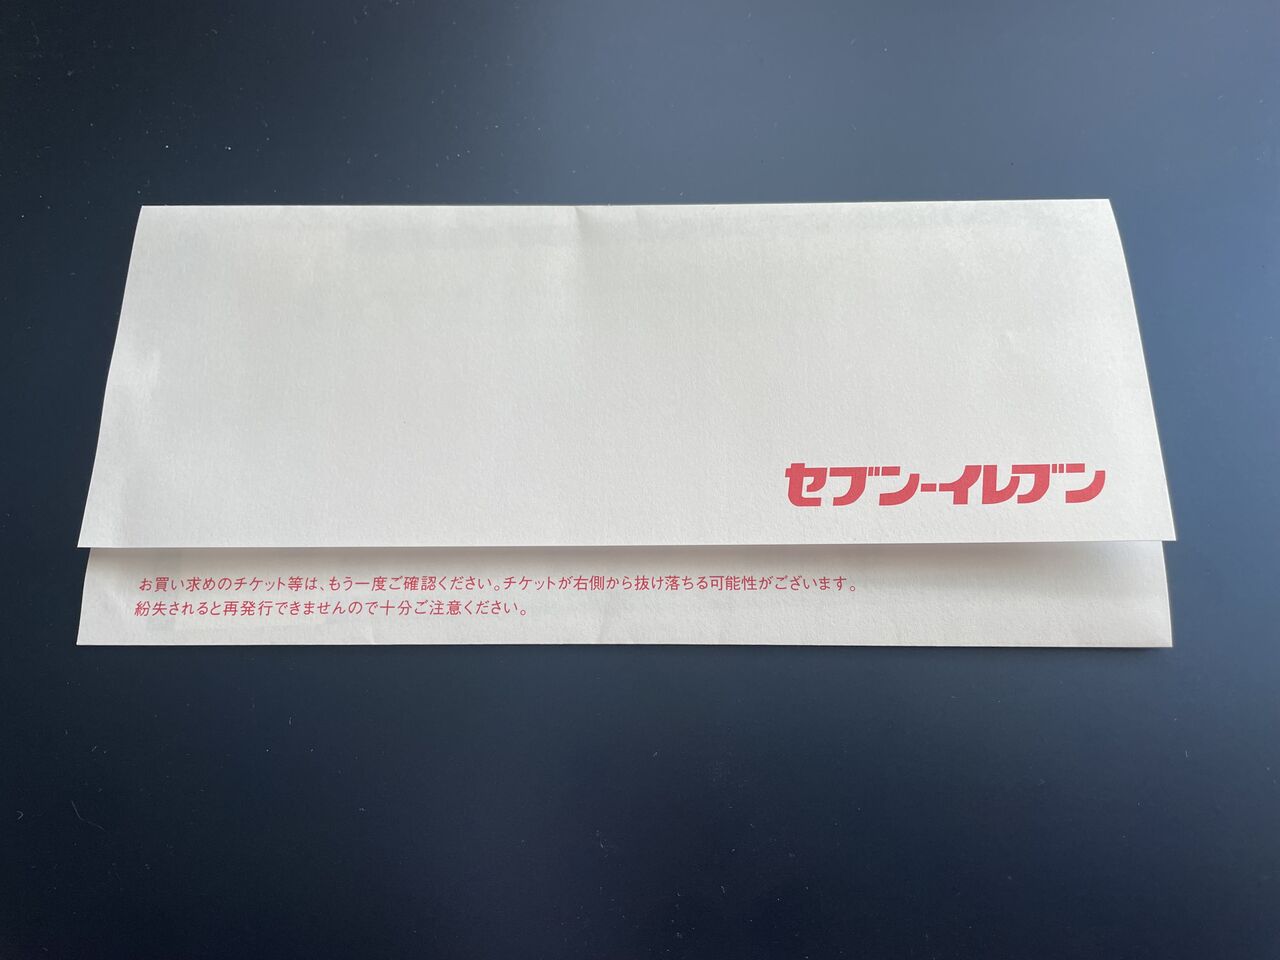 セブン-イレブン
お買い求めのチケット等は、もう一度ご確認ください。チケットが右側から抜け落ちる可能性がございます。
紛失されると再発行できませんので十分ご注意ください。